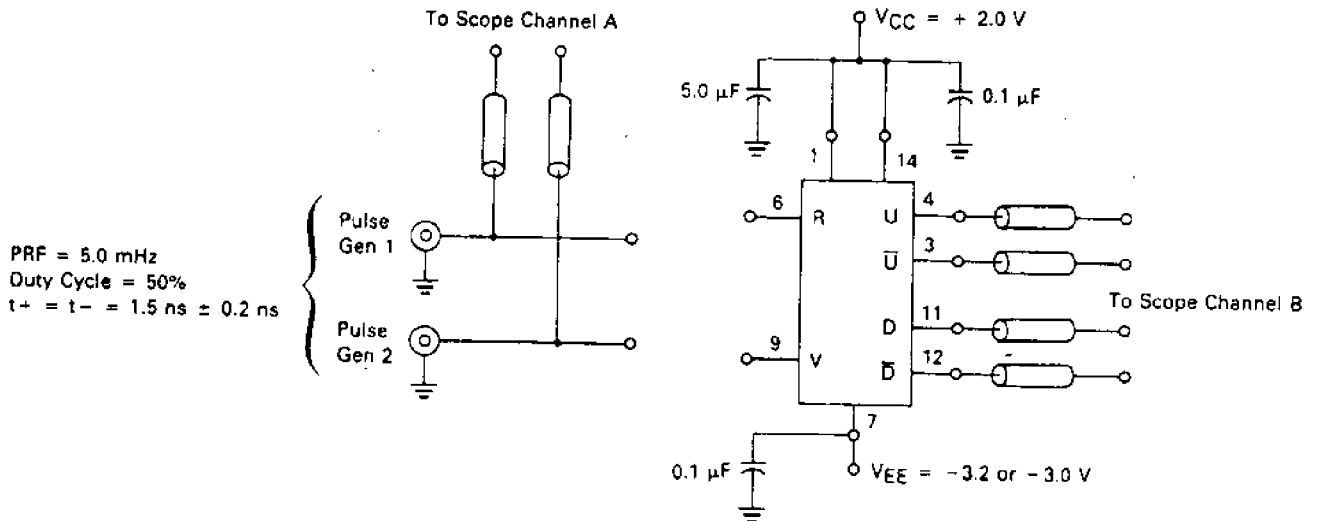 To Scope Channel A
VCC = + 2.0 V
5.0 μF
0.1 μF
1
14
6
R
U
4
U̅
3
D
11
D̅
12
9
V
7
Pulse
Gen 1
Pulse
Gen 2
PRF = 5.0 mHz
Duty Cycle = 50%
t+ = t− = 1.5 ns ± 0.2 ns
To Scope Channel B
0.1 μF
VEE = −3.2 or −3.0 V